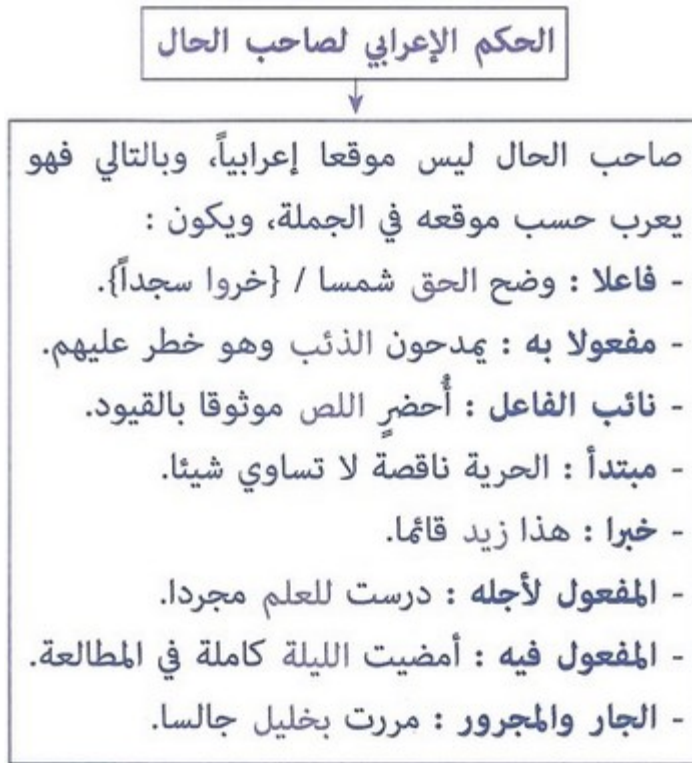 الحكم الإعرابي لصاحب الحال
صاحب الحال ليس موقعا إعرابياً، وبالتالي فهو
يعرب حسب موقعه في الجملة، ويكون :
- فاعلا : وضح الحق شمسا / {خروا سجداً}.
- مفعولا به : يمدحون الذئب وهو خطر عليهم.
- نائب الفاعل : أُحضرٍ اللص موثوقا بالقيود.
- مبتدأ : الحرية ناقصة لا تساوي شيئا.
- خبرا : هذا زيد قائما.
- المفعول لأجله : درست للعلم مجردا.
- المفعول فيه : أمضيت الليلة كاملة في المطالعة.
- الجار والمجرور : مررت بخليل جالسا.